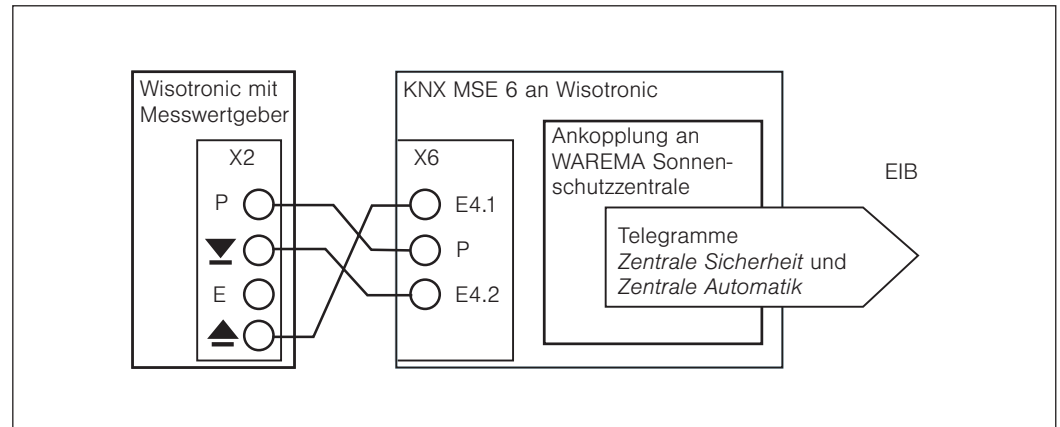 Wisotronic mit
Messwertgeber
X2
P
E
KNX MSE 6 an Wisotronic
X6
E4.1
P
E4.2
Ankopplung an
WAREMA Sonnen-
schutzzentrale
Telegramme
Zentrale Sicherheit und
Zentrale Automatik
EIB